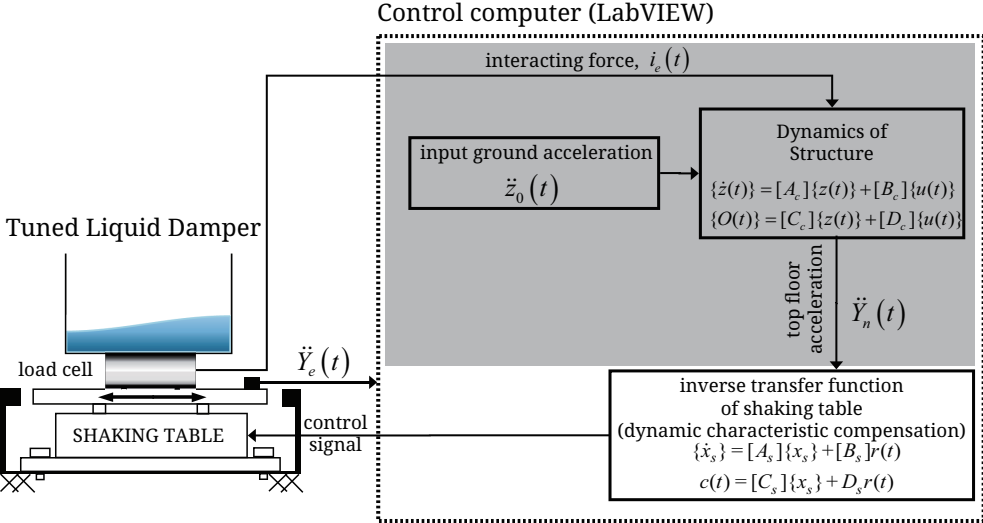 Control computer (LabVIEW)
interacting force, i_e(t)
input ground acceleration
z̈_0(t)
Dynamics of
Structure
{ż(t)} = [A_c]{z(t)} + [B_c]{u(t)}
{O(t)} = [C_c]{z(t)} + [D_c]{u(t)}
Tuned Liquid Damper
top floor
acceleration
Ÿ_n(t)
load cell
Ÿ_e(t)
SHAKING TABLE
control
signal
inverse transfer function
of shaking table
(dynamic characteristic compensation)
{ẋ_s} = [A_s]{x_s} + [B_s]r(t)
c(t) = [C_s]{x_s} + D_s r(t)